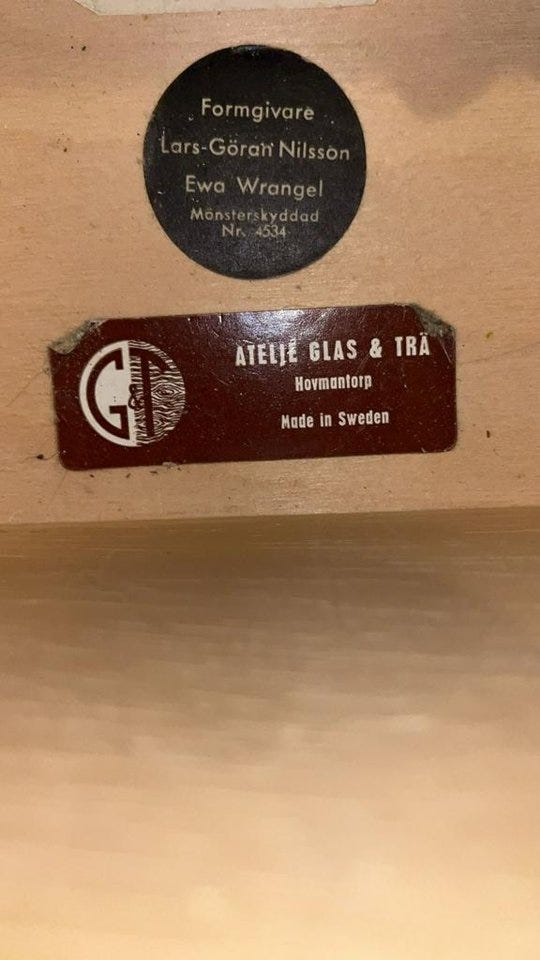 Formgivare
Lars-Göran Nilsson
Ewa Wrangel
Mönsterskyddad
Nr. 4534
ATELJÉ GLAS & TRÄ
Hovmantorp
Made in Sweden